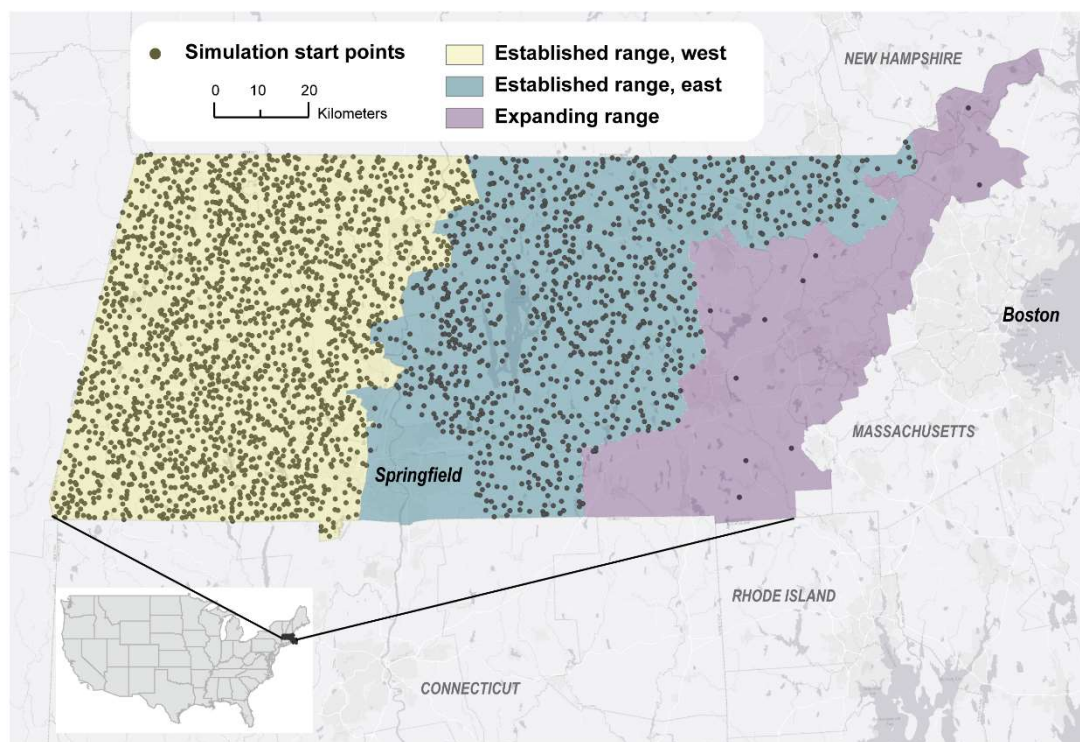 Simulation start points
0 10 20
Kilometers
Established range, west
Established range, east
Expanding range
NEW HAMPSHIRE
Boston
MASSACHUSETTS
Springfield
RHODE ISLAND
CONNECTICUT